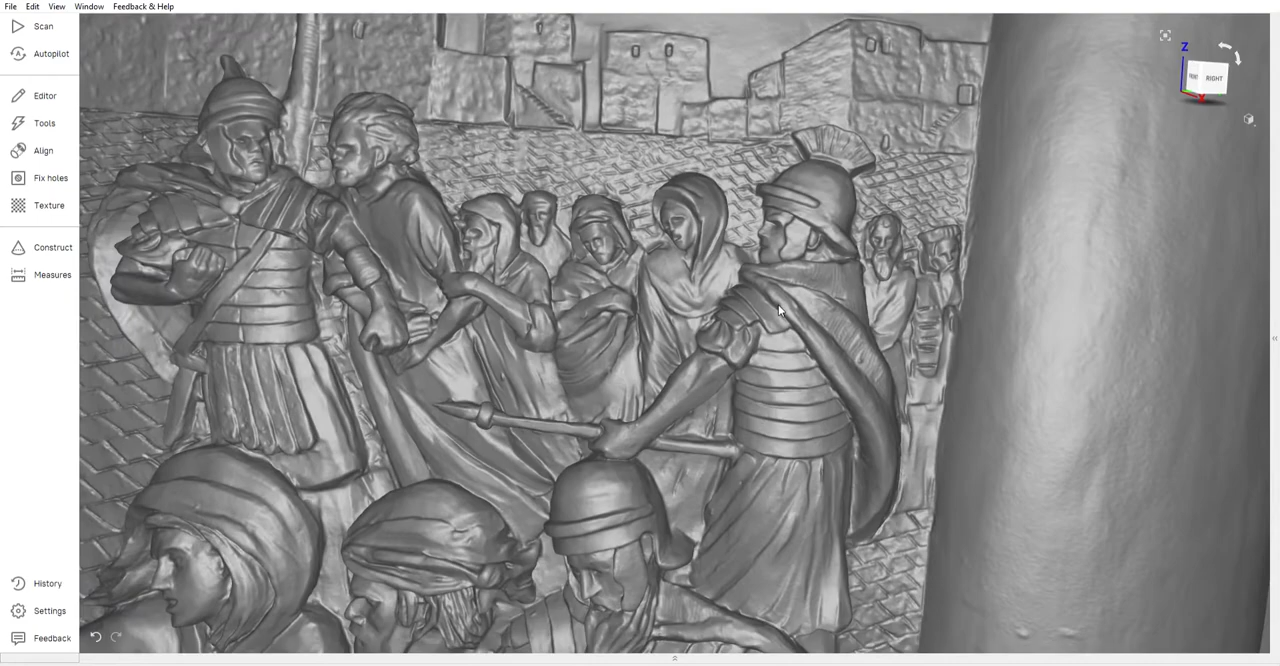 File Edit View Window Feedback & Help
Scan
Autopilot
Editor
Tools
Align
Fix holes
Texture
Construct
Measures
History
Settings
Feedback
Z
RIGHT